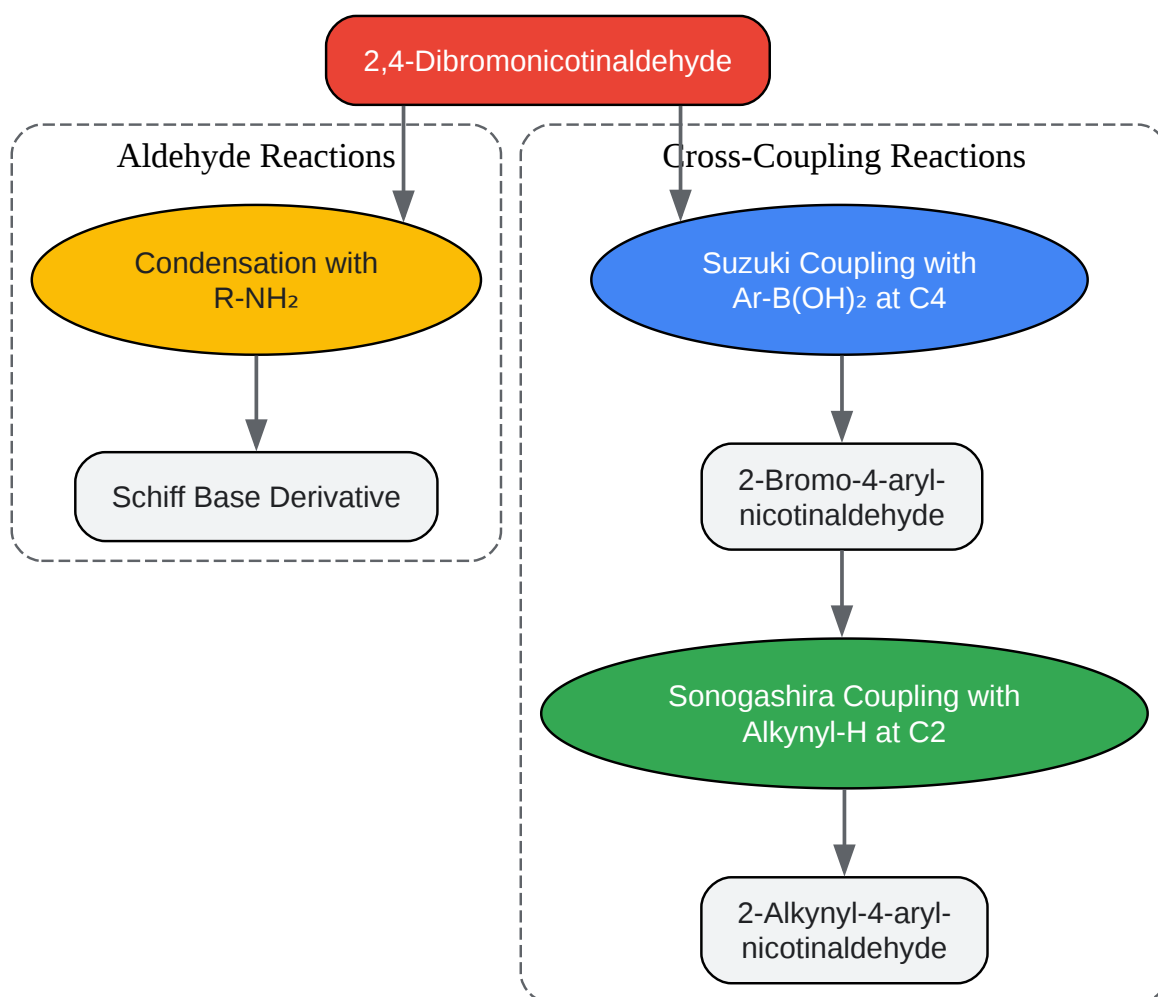 2,4-Dibromonicotinaldehyde
Aldehyde Reactions
Condensation with
R-NH₂
Schiff Base Derivative
Cross-Coupling Reactions
Suzuki Coupling with
Ar-B(OH)₂ at C4
2-Bromo-4-aryl-
nicotinaldehyde
Sonogashira Coupling with
Alkynyl-H at C2
2-Alkynyl-4-aryl-
nicotinaldehyde